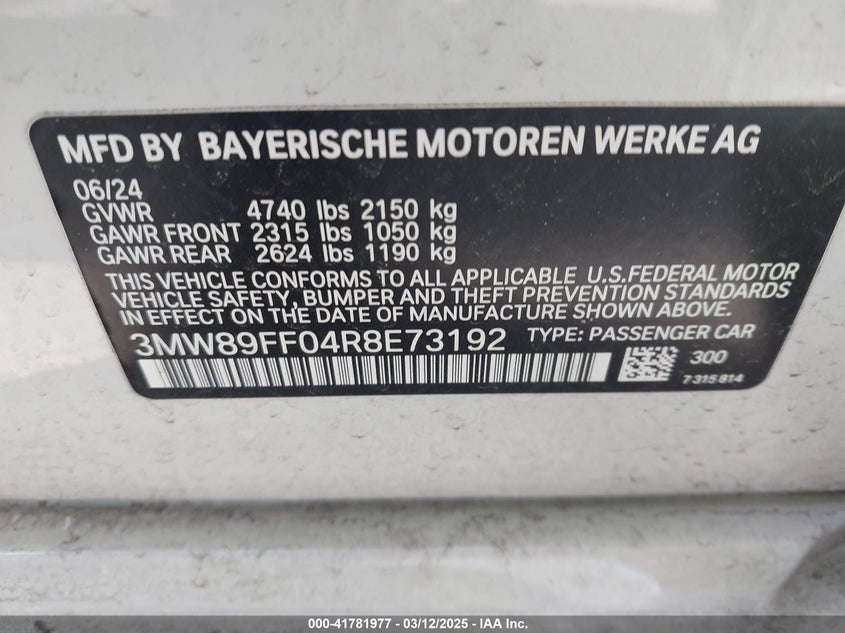 MFD BY BAYERISCHE MOTOREN WERKE AG
06/24
GVWR 4740 lbs 2150 kg
GAWR FRONT 2315 lbs 1050 kg
GAWR REAR 2624 lbs 1190 kg
THIS VEHICLE CONFORMS TO ALL APPLICABLE U.S.FEDERAL MOTOR
VEHICLE SAFETY, BUMPER AND THEFT PREVENTION STANDARDS
IN EFFECT ON THE DATE OF MANUFACTURE SHOWN ABOVE.
3MW89FF04R8E73192 TYPE: PASSENGER CAR
300
7 315 814
000-41781977 - 03/12/2025 - IAA Inc.